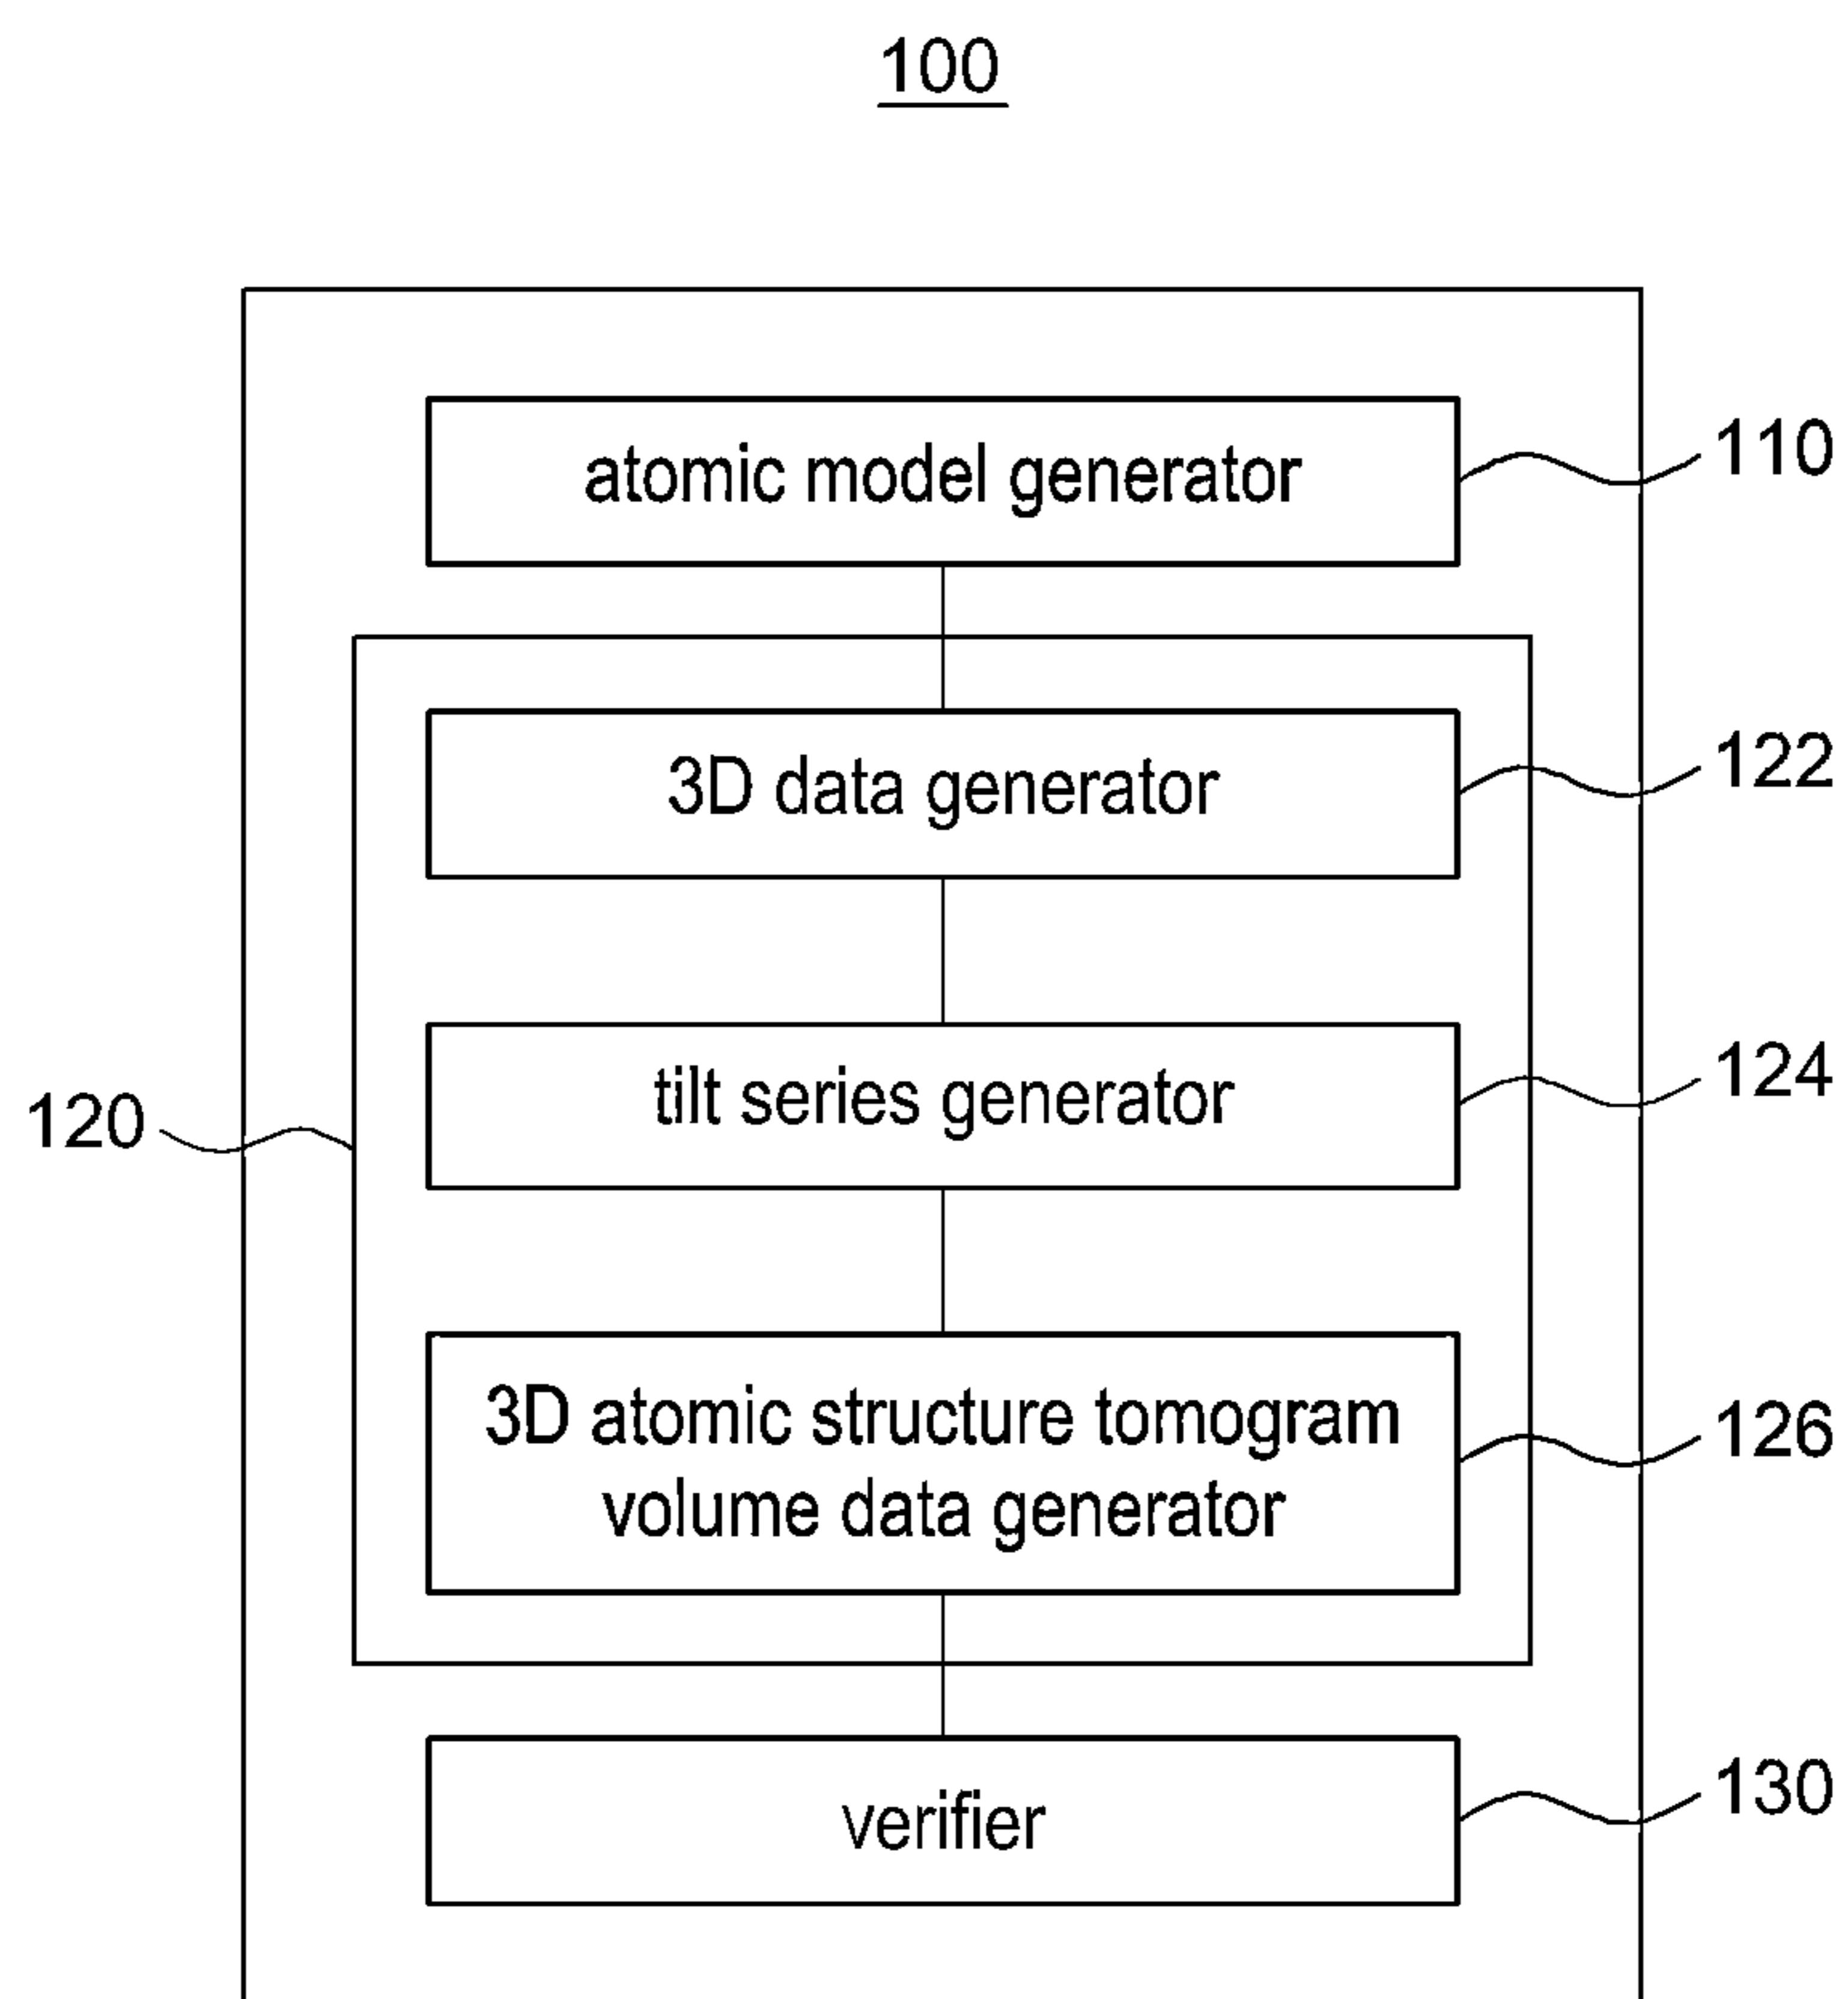 100
atomic model generator
110
3D data generator
122
tilt series generator
124
120
3D atomic structure tomogram
volume data generator
126
verifier
130